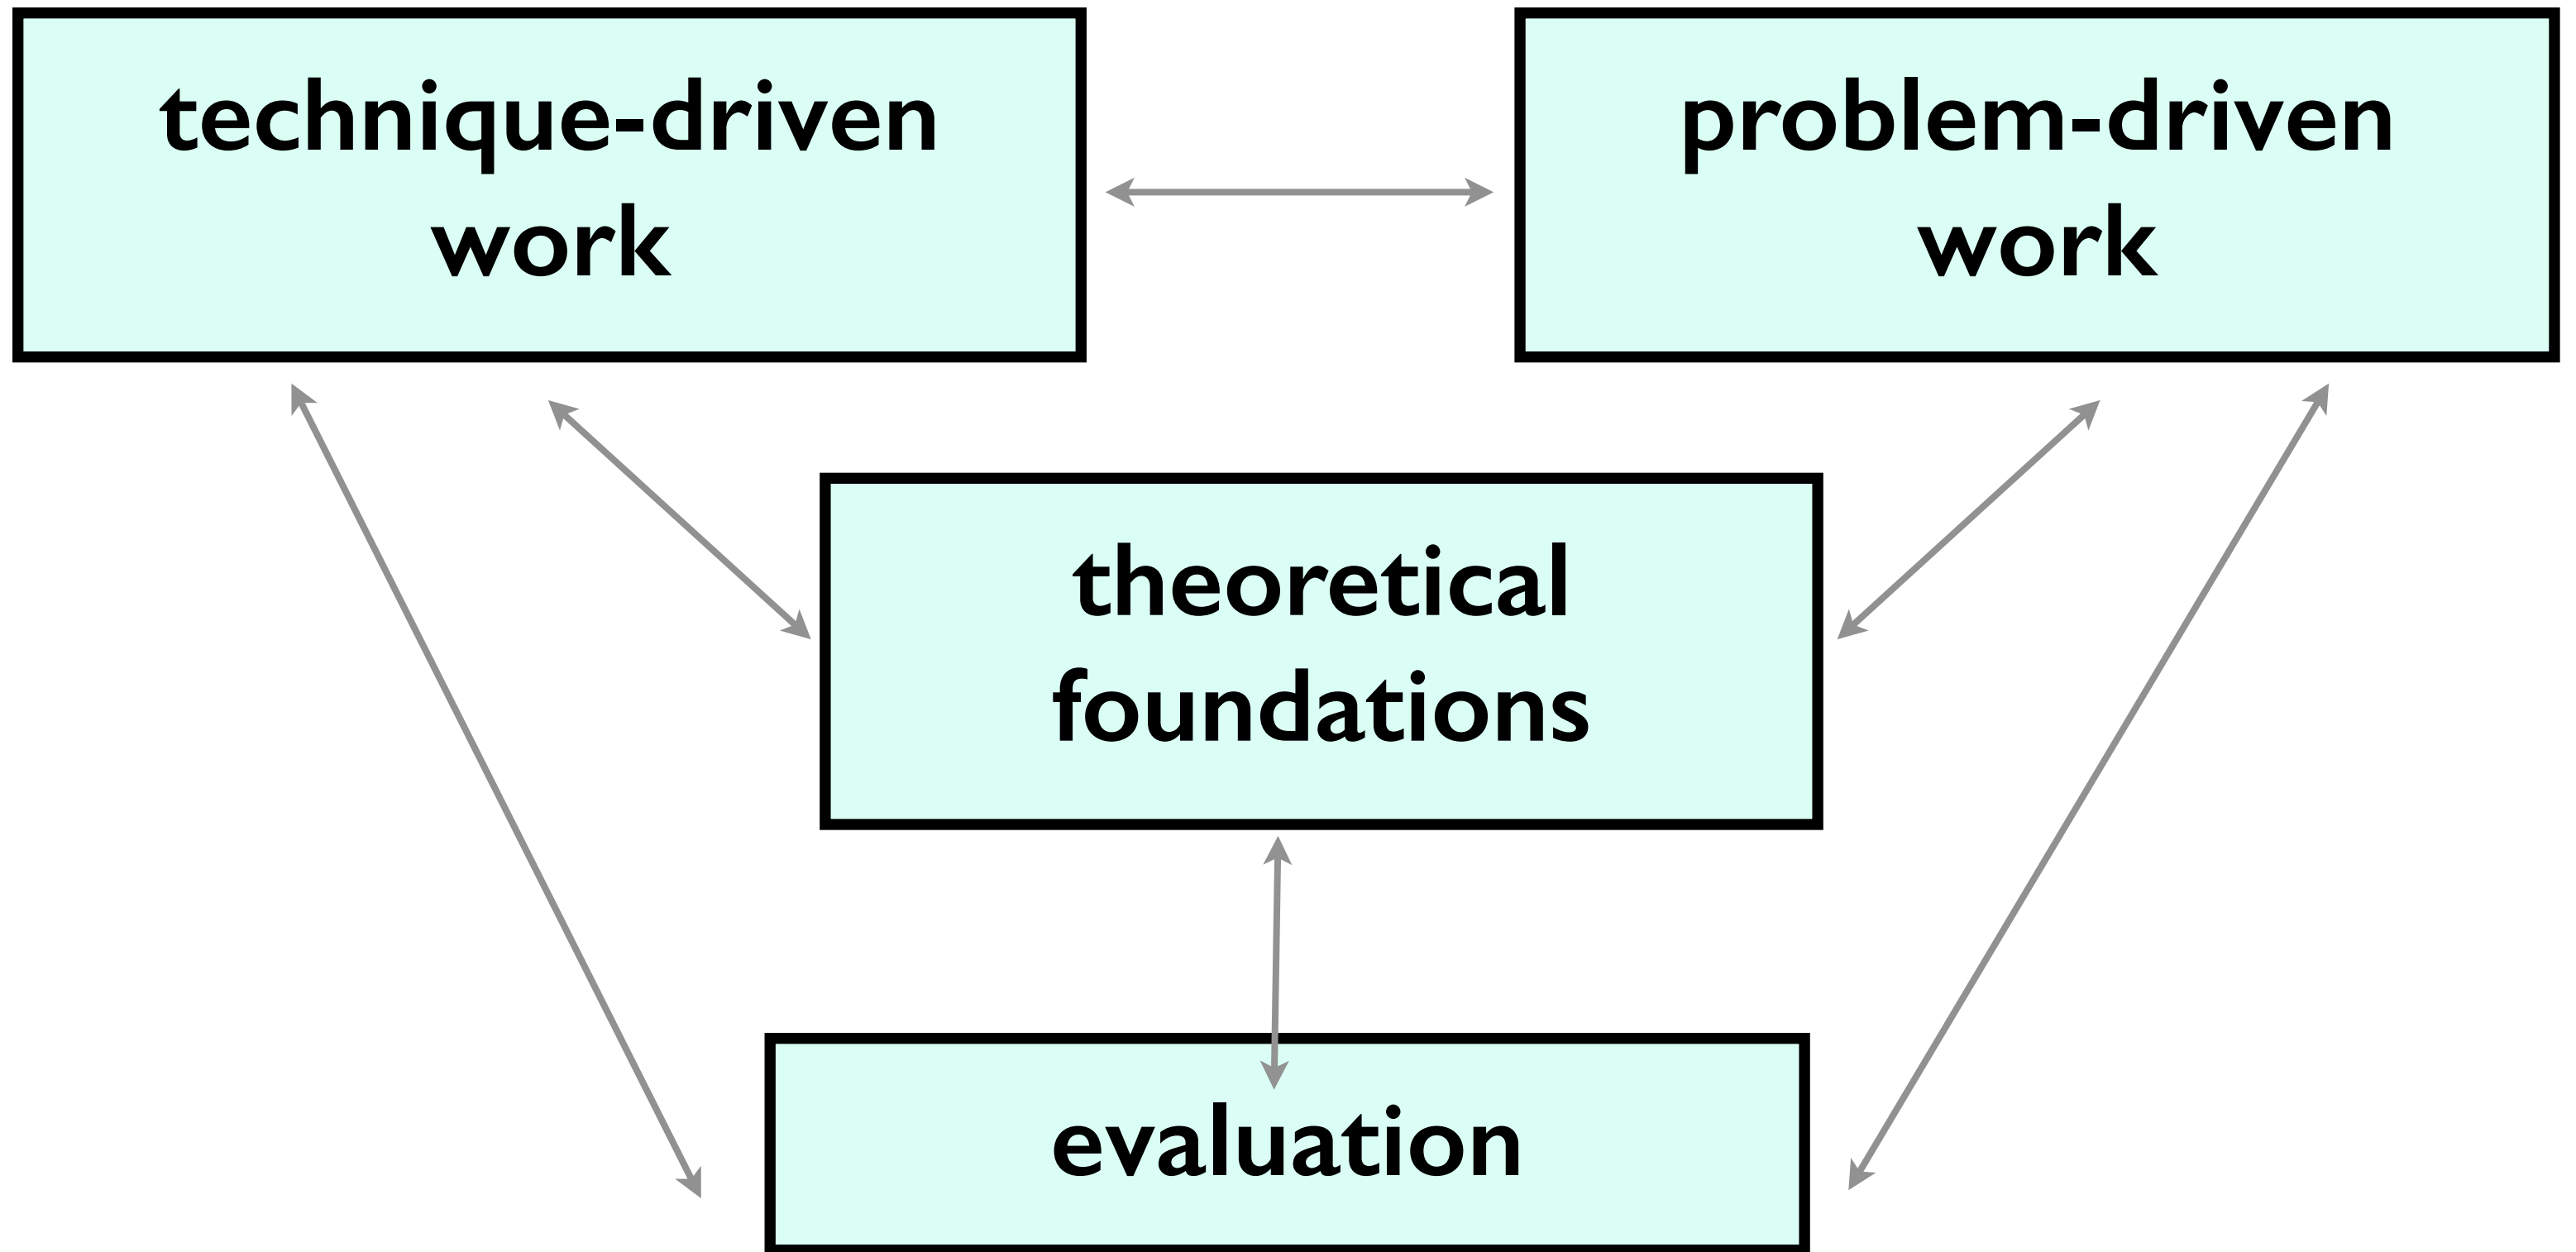 technique-driven
work
problem-driven
work
theoretical
foundations
evaluation